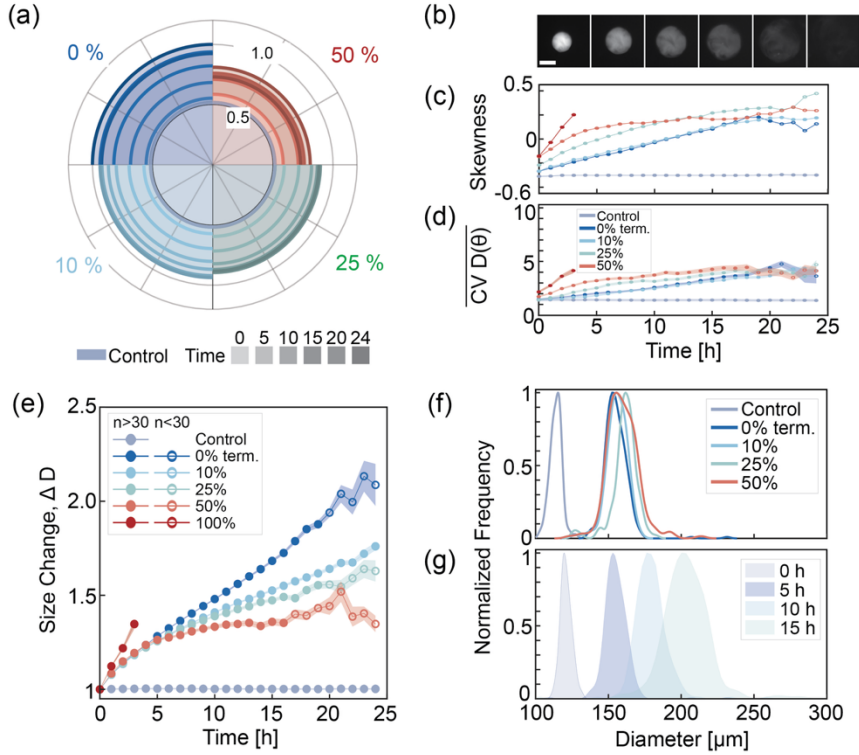 (a)
0 %
50 %
1.0
0.5
10 %
25 %
Control
Time
0 5 10 15 20 24
(b)
(c)
0.5
0
-0.6
Skewness
(d)
10
5
0
CV D(θ)
Control
0% term.
10%
25%
50%
0 5 10 15 20 25
Time [h]
(e)
2.5
2.0
1.5
1
Size Change, Δ D
n>30 n<30
Control
0% term.
10%
25%
50%
100%
0 5 10 15 20 25
Time [h]
(f)
1
0.5
0
Control
0% term.
10%
25%
50%
Normalized Frequency
(g)
1
0.5
0
0 h
5 h
10 h
15 h
100 150 200 250 300
Diameter [µm]